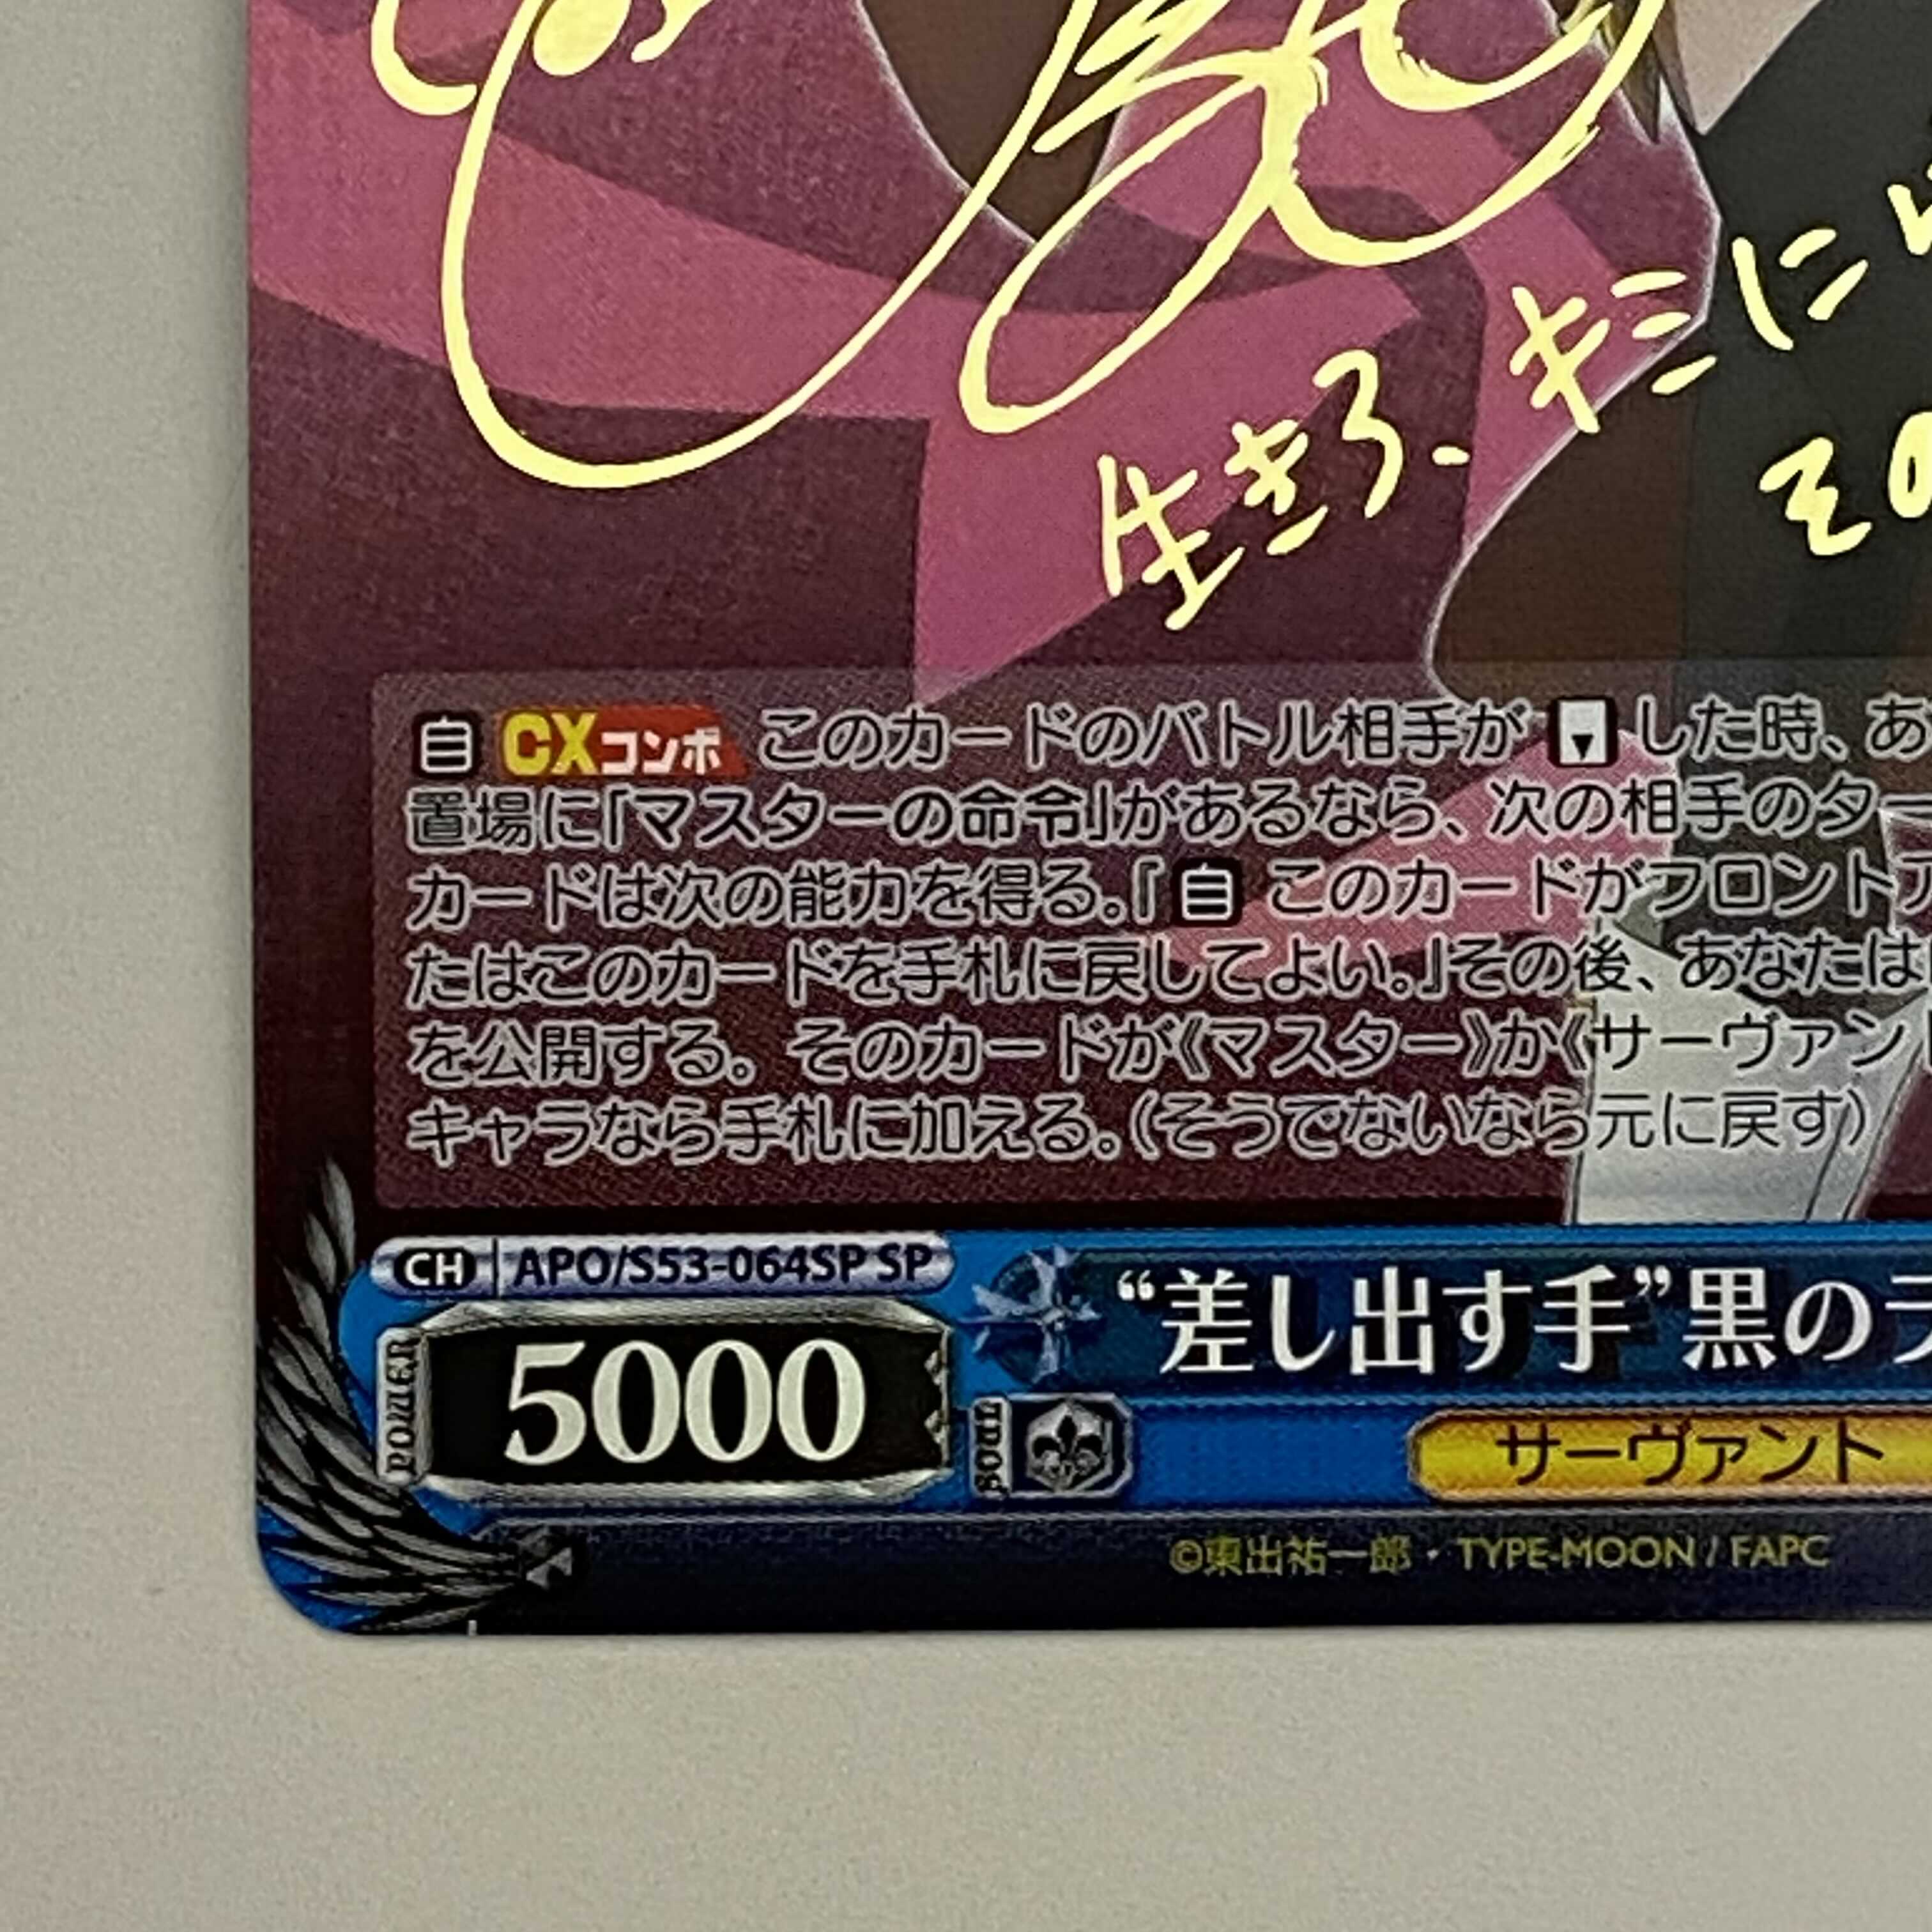 生きろ、キミには
その
自 CXコンボ このカードのバトル相手が したた時、あ
置場に「マスターの命令」があるなら、次の相手のター
カードは次の能力を得る。『自 このカードがフロントア
たはこのカードを手札に戻してよい。』その後、あなたは
を公開する。そのカードが《マスター》か《サーヴァント
キャラなら手札に加える。（そうでないなら元に戻す）
CH APO/S53-064SP SP
“差し出す手”黒のラ
POWER 5000
SOUL
サーヴァント
©東出祐一郎・TYPE-MOON / FAPC